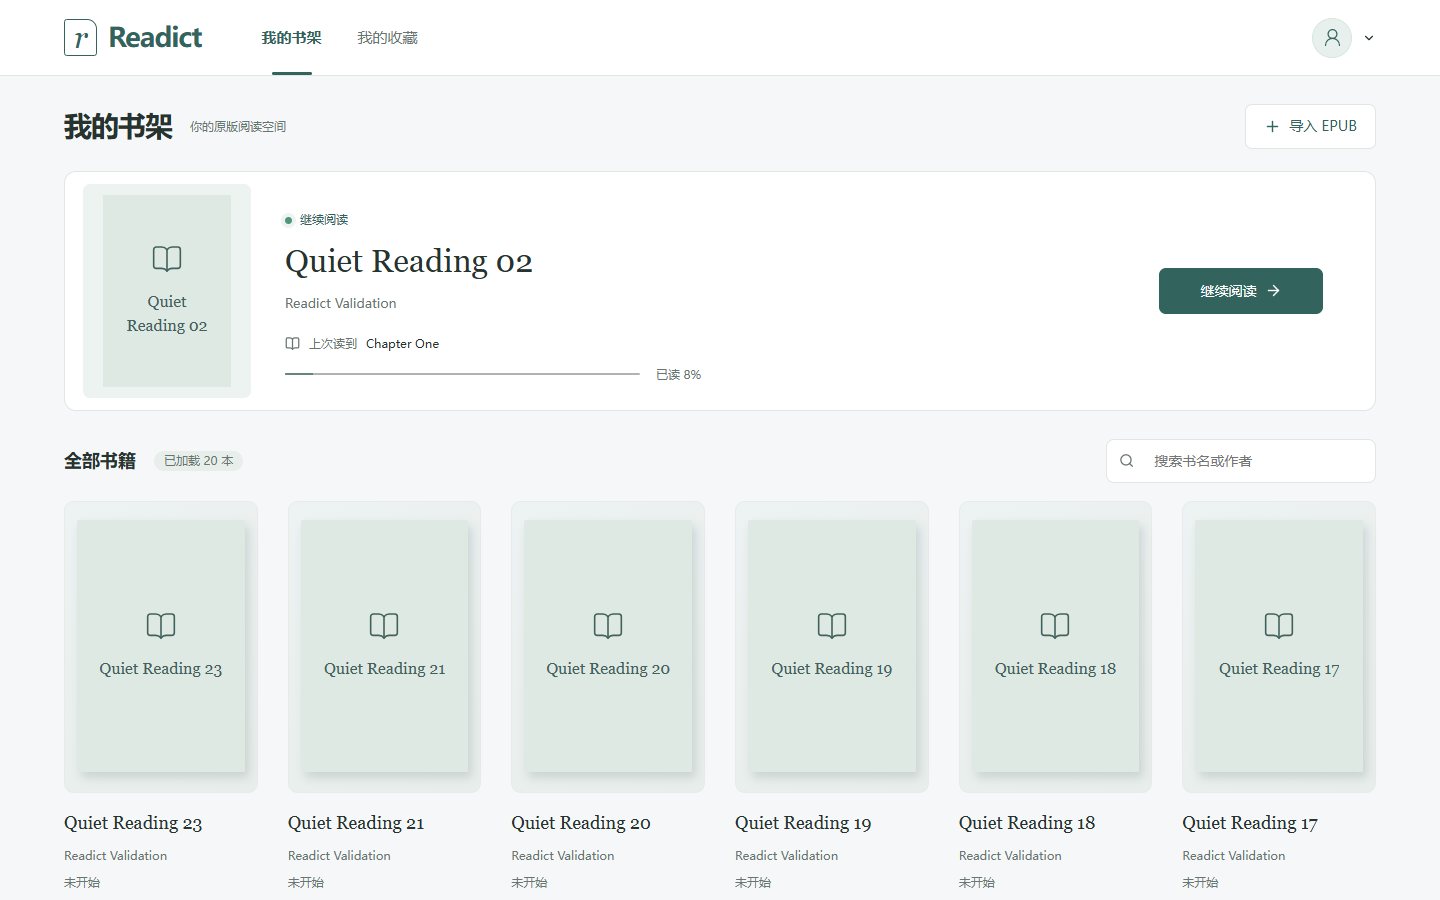 r Readict
我的书架
我的收藏
我的书架
你的原版阅读空间
导入 EPUB
Quiet
Reading 02
继续阅读
Quiet Reading 02
Readict Validation
上次读到 Chapter One
已读 8%
继续阅读
全部书籍
已加载 20 本
搜索书名或作者
Quiet Reading 23
Quiet Reading 21
Quiet Reading 20
Quiet Reading 19
Quiet Reading 18
Quiet Reading 17
Quiet Reading 23
Readict Validation
未开始
Quiet Reading 21
Readict Validation
未开始
Quiet Reading 20
Readict Validation
未开始
Quiet Reading 19
Readict Validation
未开始
Quiet Reading 18
Readict Validation
未开始
Quiet Reading 17
Readict Validation
未开始